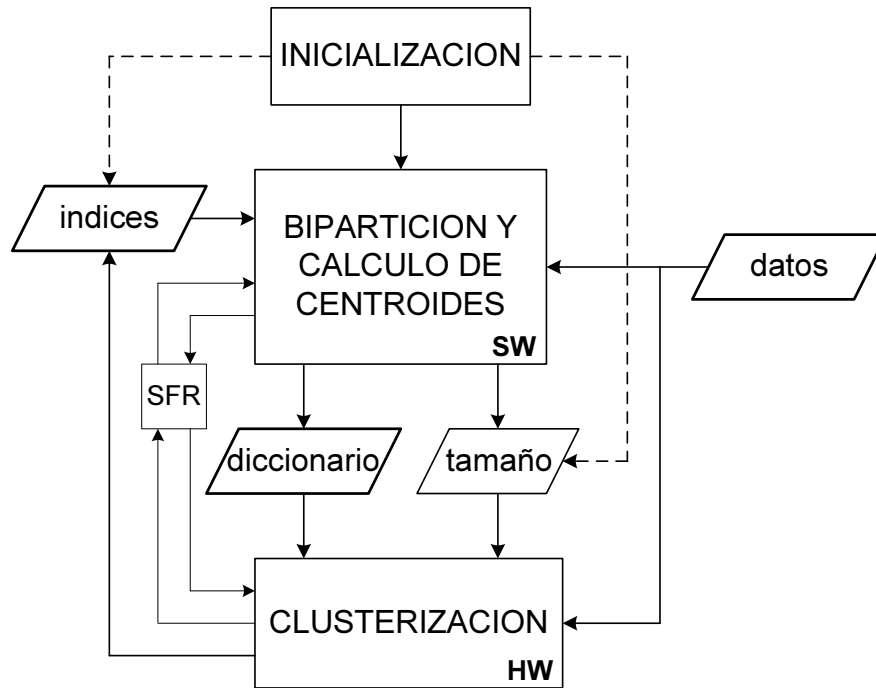 INICIALIZACION
indices
BIPARTICION Y
CALCULO DE
CENTROIDES
SW
datos
SFR
diccionario
tamaño
CLUSTERIZACION
HW